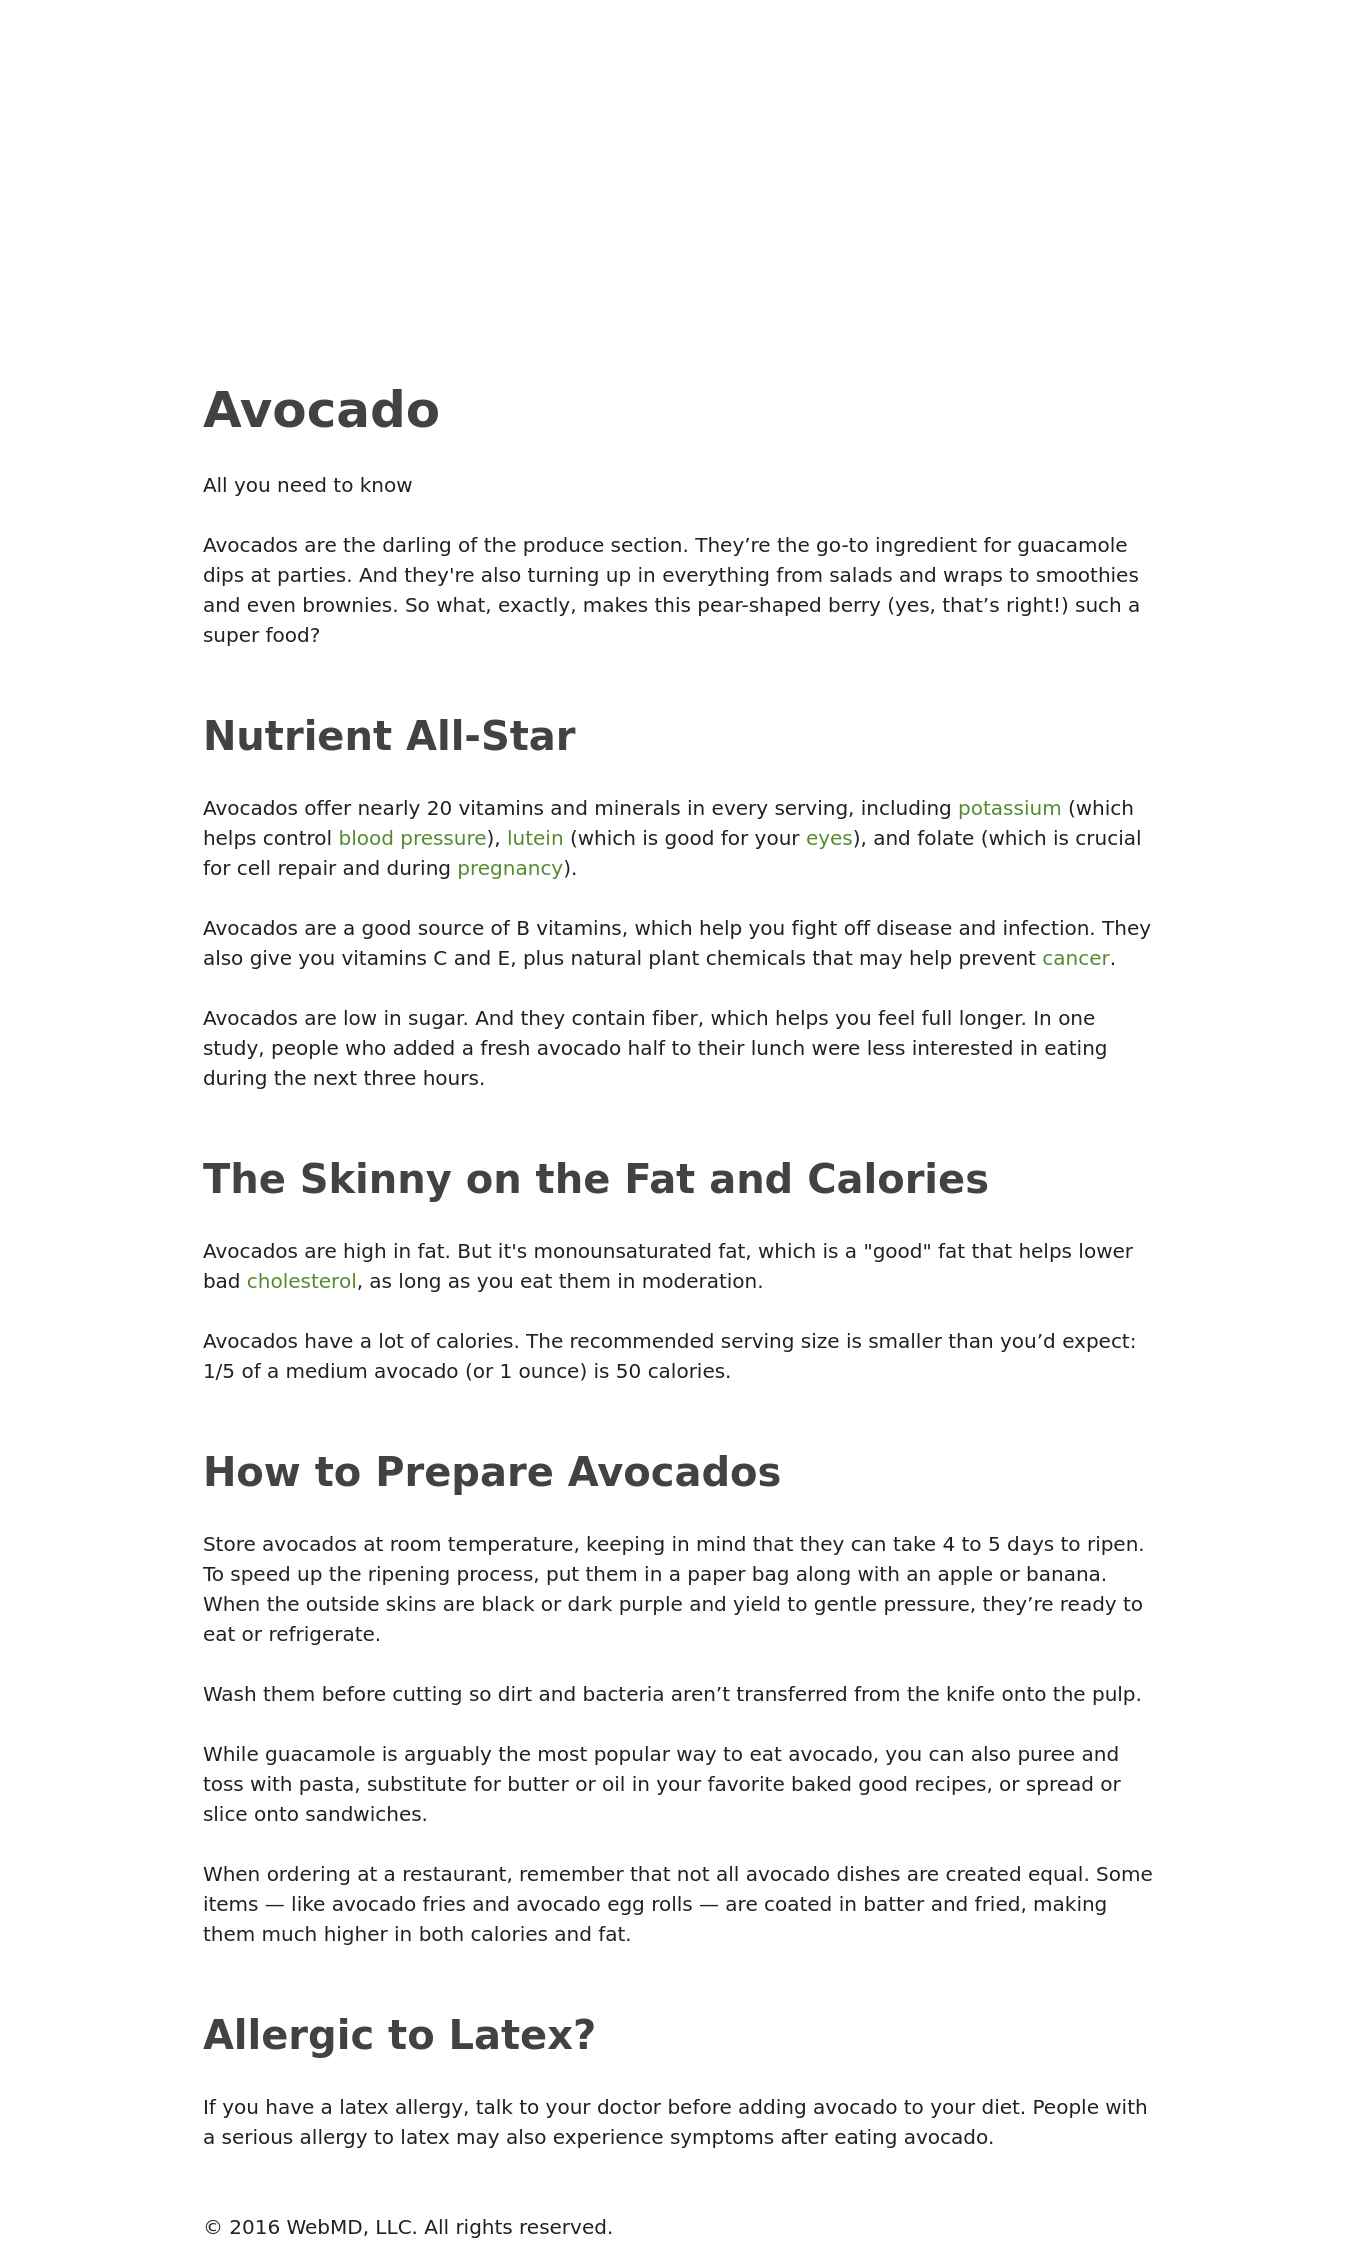 Avocado
All you need to know
Avocados are the darling of the produce section. They’re the go-to ingredient for guacamole
dips at parties. And they're also turning up in everything from salads and wraps to smoothies
and even brownies. So what, exactly, makes this pear-shaped berry (yes, that’s right!) such a
super food?
Nutrient All-Star
Avocados offer nearly 20 vitamins and minerals in every serving, including potassium (which
helps control blood pressure), lutein (which is good for your eyes), and folate (which is crucial
for cell repair and during pregnancy).
Avocados are a good source of B vitamins, which help you fight off disease and infection. They
also give you vitamins C and E, plus natural plant chemicals that may help prevent cancer.
Avocados are low in sugar. And they contain fiber, which helps you feel full longer. In one
study, people who added a fresh avocado half to their lunch were less interested in eating
during the next three hours.
The Skinny on the Fat and Calories
Avocados are high in fat. But it's monounsaturated fat, which is a "good" fat that helps lower
bad cholesterol, as long as you eat them in moderation.
Avocados have a lot of calories. The recommended serving size is smaller than you’d expect:
1/5 of a medium avocado (or 1 ounce) is 50 calories.
How to Prepare Avocados
Store avocados at room temperature, keeping in mind that they can take 4 to 5 days to ripen.
To speed up the ripening process, put them in a paper bag along with an apple or banana.
When the outside skins are black or dark purple and yield to gentle pressure, they’re ready to
eat or refrigerate.
Wash them before cutting so dirt and bacteria aren’t transferred from the knife onto the pulp.
While guacamole is arguably the most popular way to eat avocado, you can also puree and
toss with pasta, substitute for butter or oil in your favorite baked good recipes, or spread or
slice onto sandwiches.
When ordering at a restaurant, remember that not all avocado dishes are created equal. Some
items — like avocado fries and avocado egg rolls — are coated in batter and fried, making
them much higher in both calories and fat.
Allergic to Latex?
If you have a latex allergy, talk to your doctor before adding avocado to your diet. People with
a serious allergy to latex may also experience symptoms after eating avocado.
© 2016 WebMD, LLC. All rights reserved.